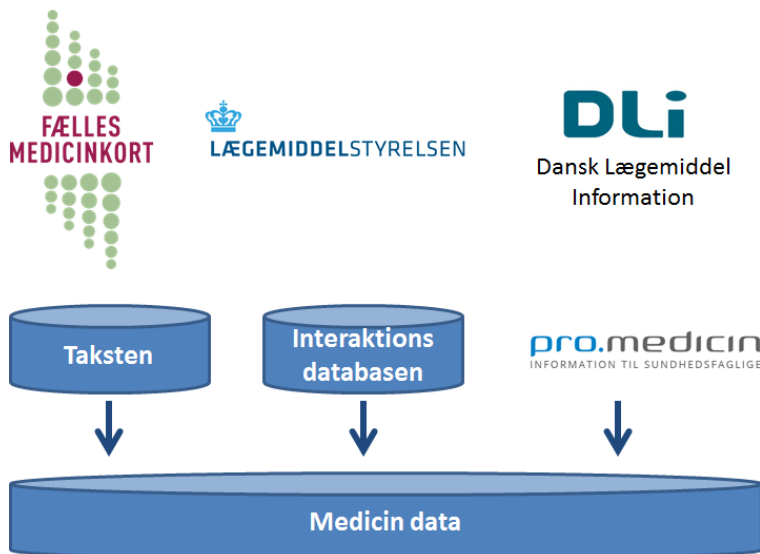 FÆLLES
MEDICINKORT
LÆGEMIDDELSTYRELSEN
DLi
Dansk Lægemiddel
Information
Taksten
Interaktions
databasen
pro.medicin
INFORMATION TIL SUNDHEDSFAGLIGE
Medicin data